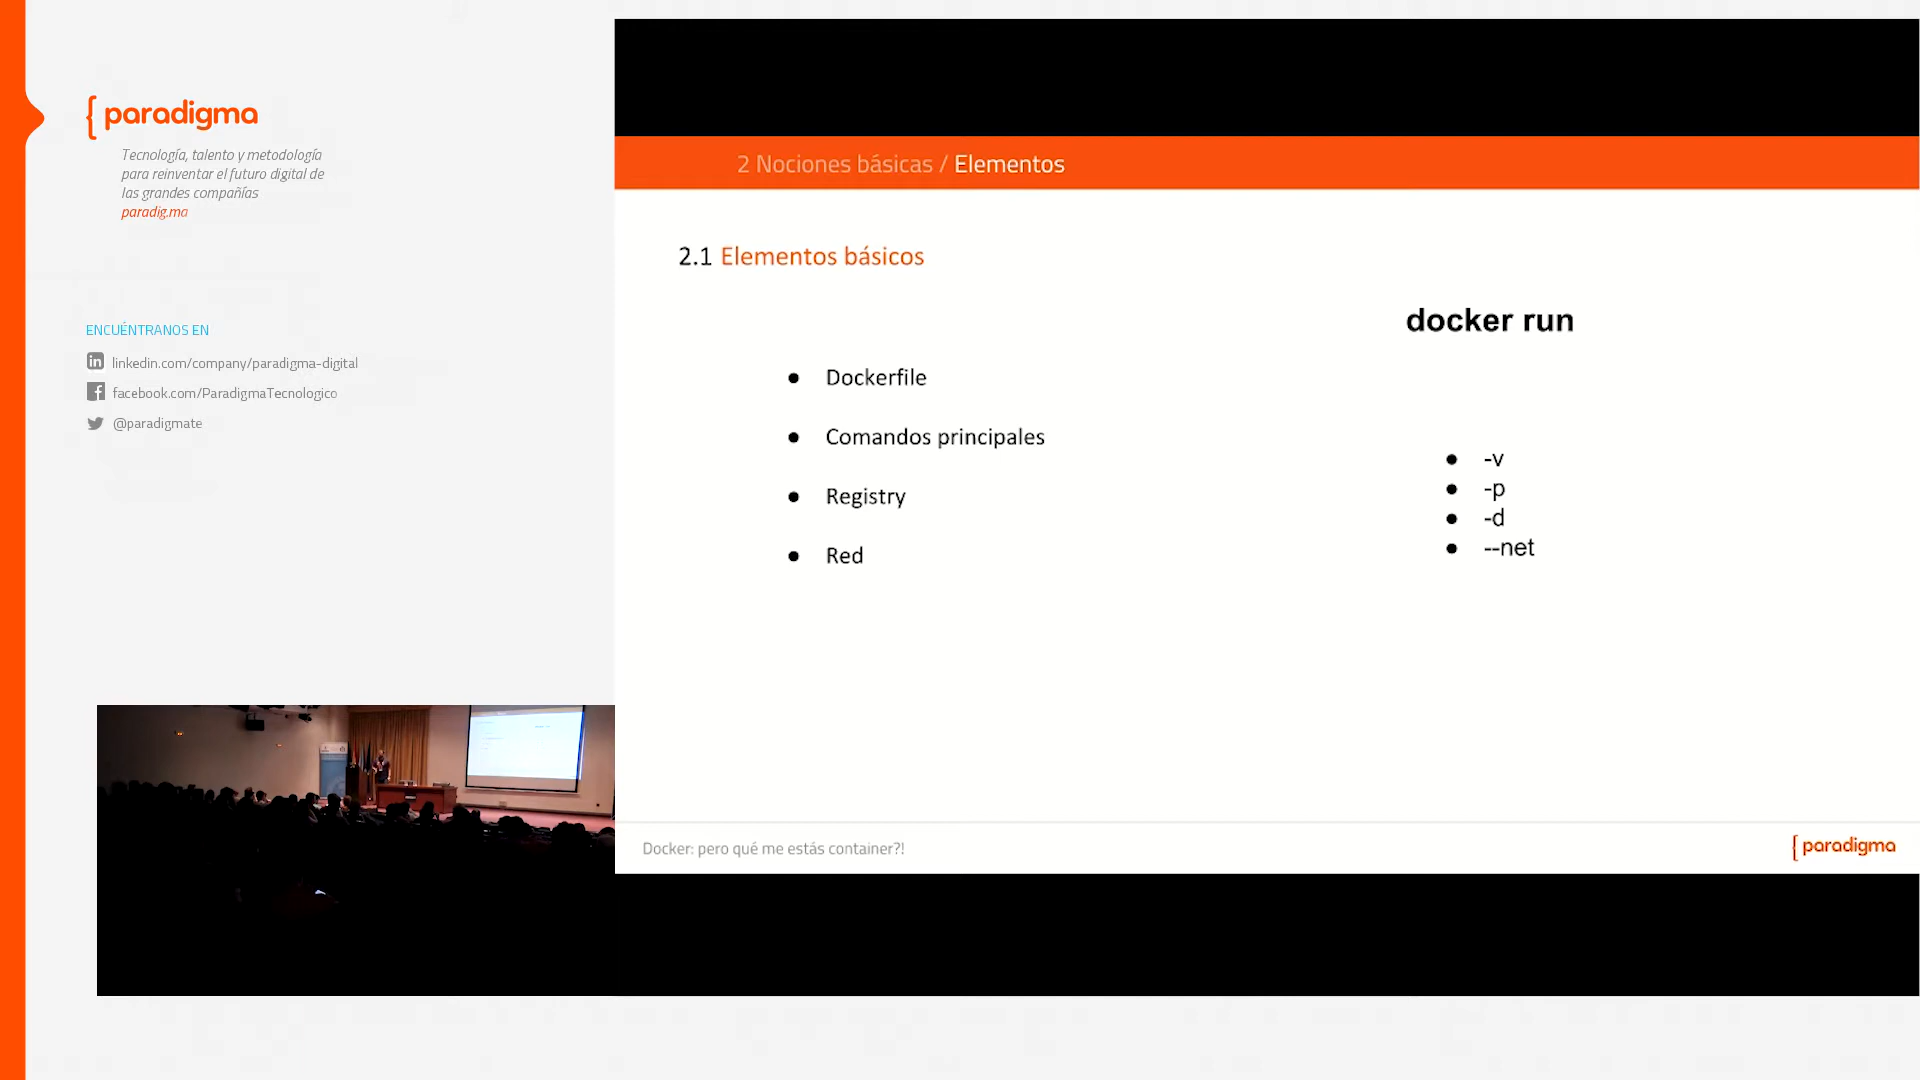 { paradigma
Tecnología, talento y metodología
para reinventar el futuro digital de
las grandes compañías
paradig.ma
ENCUÉNTRANOS EN
linkedin.com/company/paradigma-digital
facebook.com/ParadigmaTecnologico
@paradigmate
2 Nociones básicas / Elementos
2.1 Elementos básicos
● Dockerfile
● Comandos principales
● Registry
● Red
docker run
● -v
● -p
● -d
● --net
Docker: pero qué me estás container?!
{ paradigma